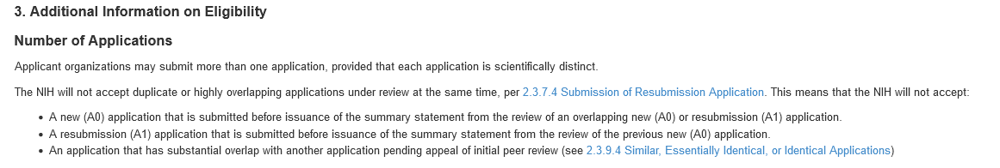 3. Additional Information on Eligibility
Number of Applications
Applicant organizations may submit more than one application, provided that each application is scientifically distinct.
The NIH will not accept duplicate or highly overlapping applications under review at the same time, per 2.3.7.4 Submission of Resubmission Application. This means that the NIH will not accept:
• A new (A0) application that is submitted before issuance of the summary statement from the review of an overlapping new (A0) or resubmission (A1) application.
• A resubmission (A1) application that is submitted before issuance of the summary statement from the review of the previous new (A0) application.
• An application that has substantial overlap with another application pending appeal of initial peer review (see 2.3.9.4 Similar, Essentially Identical, or Identical Applications)